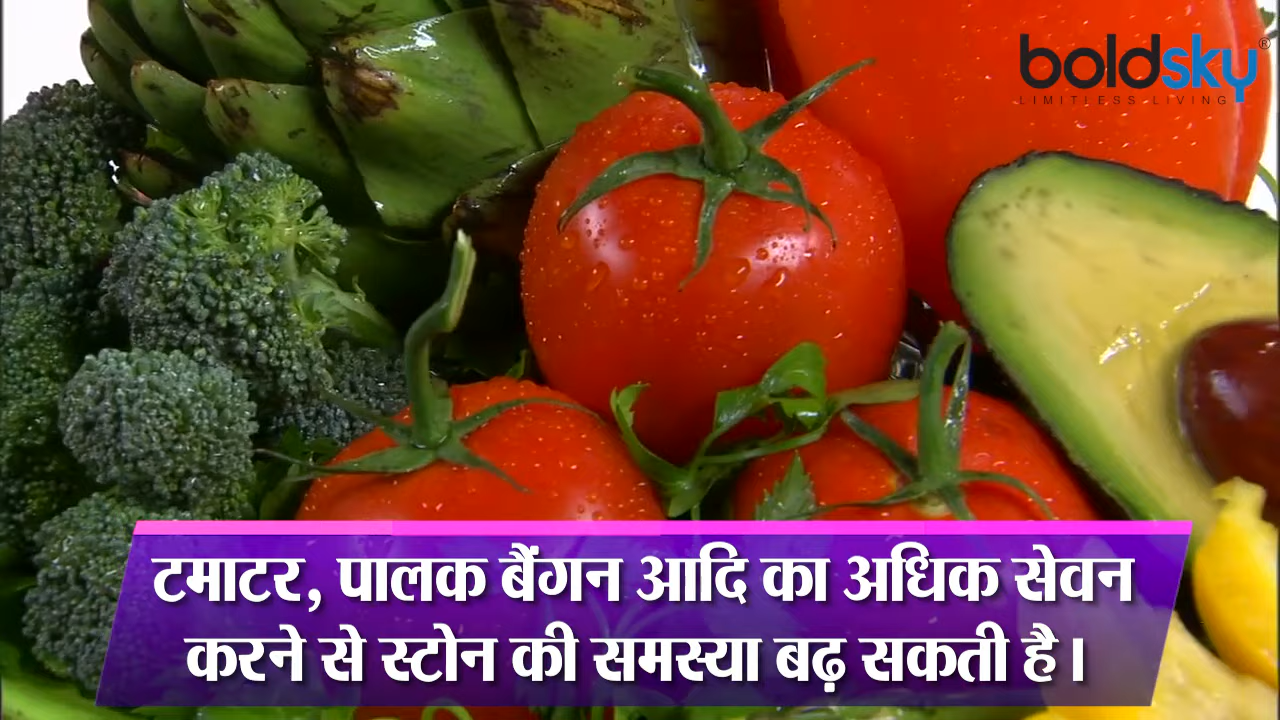 boldsky®
LIMITLESS LIVING
टमाटर, पालक बैंगन आदि का अधिक सेवन
करने से स्टोन की समस्या बढ़ सकती है।